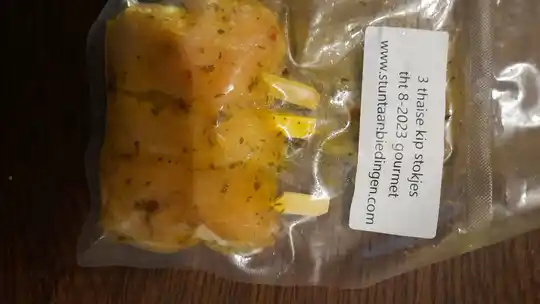 3 thaise kip stokjes
tht 8-2023 gourmet
www.stuntaanbiedingen.com